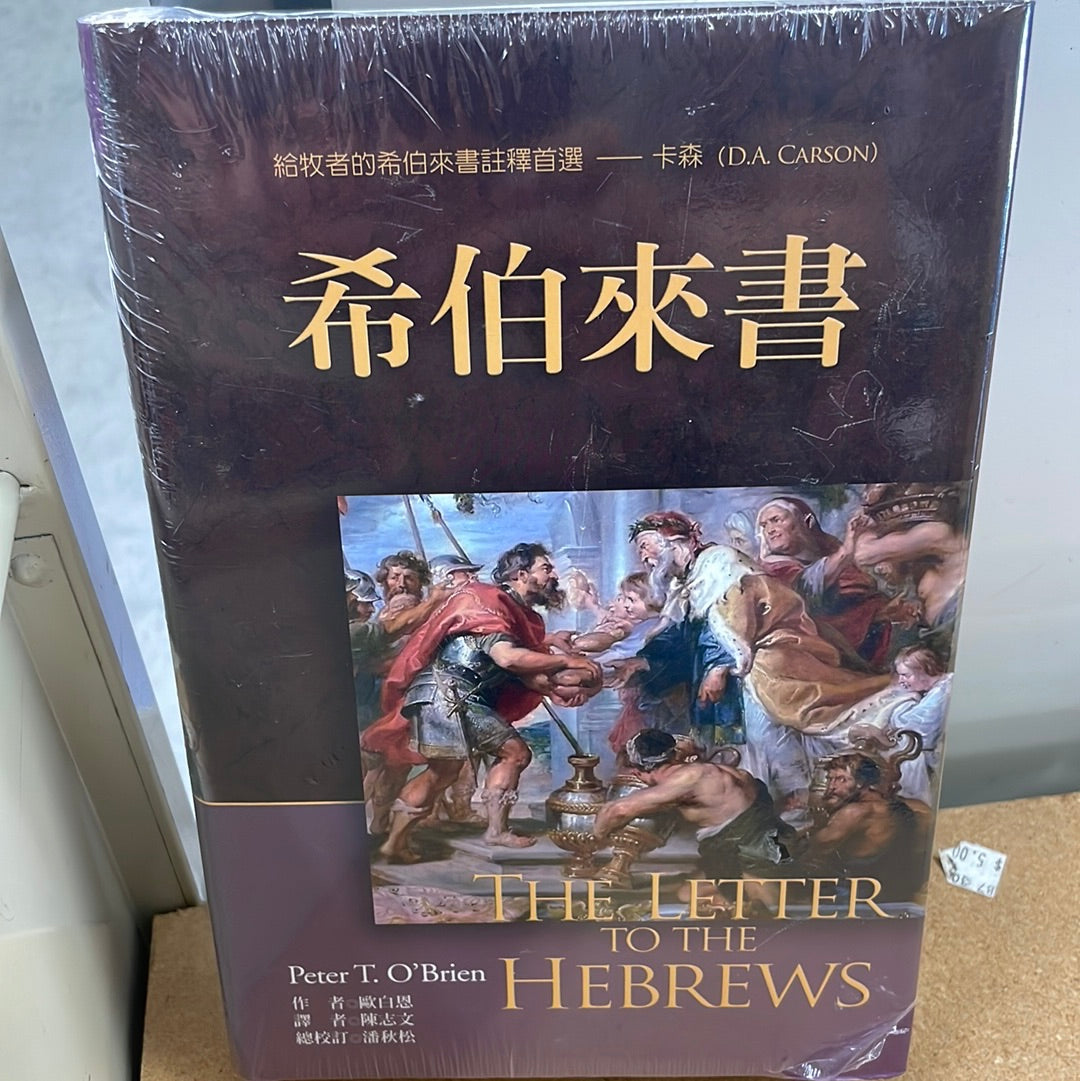 給牧者的希伯來書註釋首選 —— 卡森（D.A. CARSON）
希伯來書
THE LETTER
TO THE
HEBREWS
Peter T. O'Brien
作 者○歐白恩
譯 者○陳志文
總校訂○潘秋松
$ 5.00